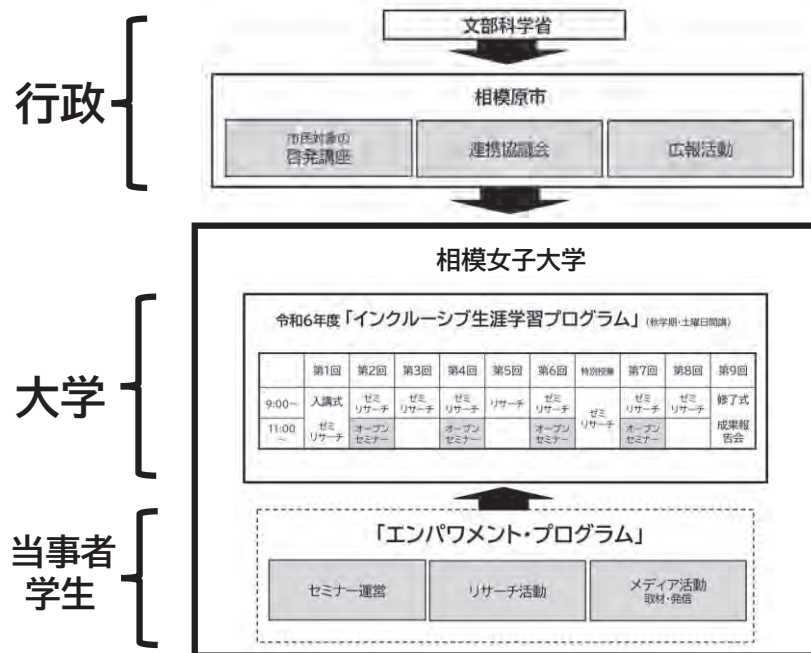 文部科学省
行政
相模原市
市民対象の
啓発講座
連携協議会
広報活動
相模女子大学
大学
令和6年度「インクルーシブ生涯学習プログラム」(秋学期・土曜日開講)
第1回 第2回 第3回 第4回 第5回 第6回 特別授業 第7回 第8回 第9回
9:00~ 入講式 ゼミ リサーチ ゼミ リサーチ ゼミ リサーチ リサーチ ゼミ リサーチ ゼミ リサーチ ゼミ リサーチ ゼミ リサーチ 修了式
11:00~ ゼミ リサーチ オープン セミナー オープン セミナー オープン セミナー オープン セミナー 成果報告会
当事者
学生
「エンパワメント・プログラム」
セミナー運営
リサーチ活動
メディア活動
取材・発信